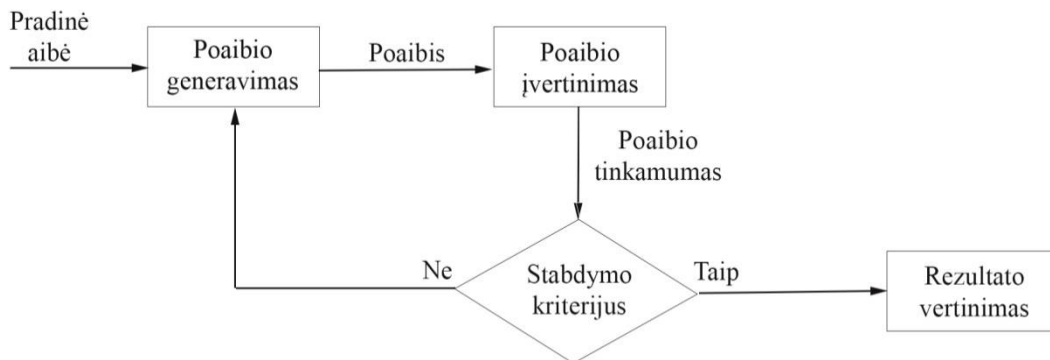 Pradinė
aibė
Poaibio
generavimas
Poaibis
Poaibio
įvertinimas
Poaibio
tinkamumas
Ne
Stabdymo
kriterijus
Taip
Rezultato
vertinimas